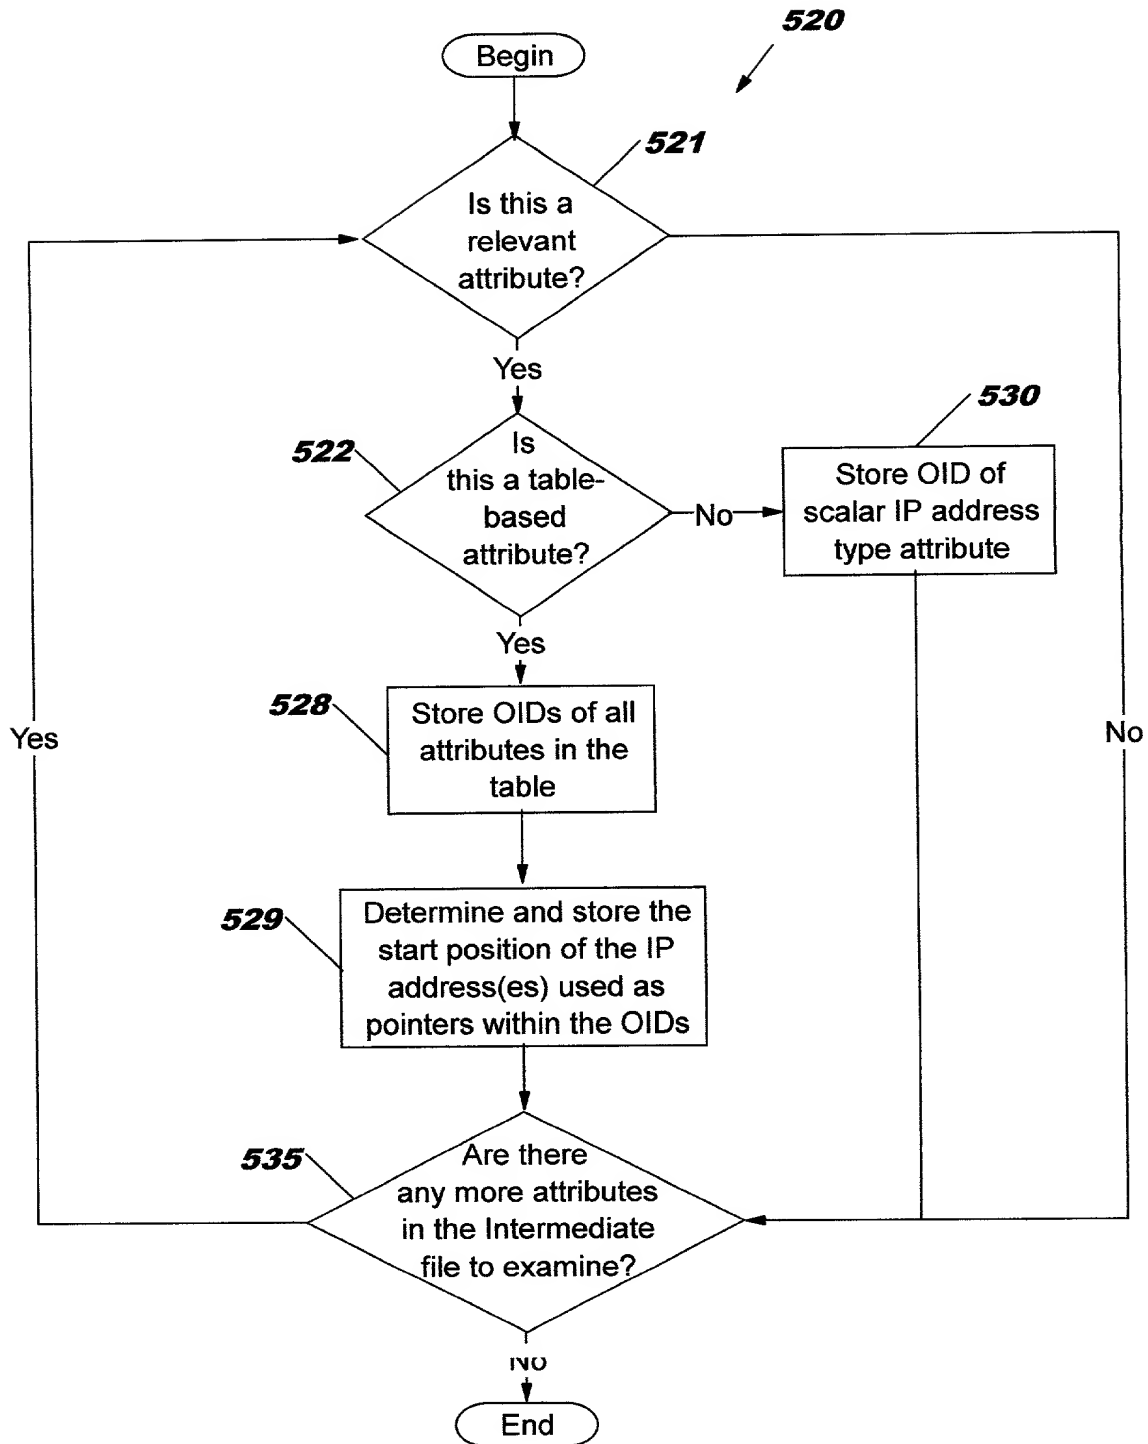 520
Begin
521
Is this a
relevant
attribute?
Yes
No
530
522
Is
this a table-
based
attribute?
No
Store OID of
scalar IP address
type attribute
Yes
528
Store OIDs of all
attributes in the
table
Yes
No
529
Determine and store the
start position of the IP
address(es) used as
pointers within the OIDs
535
Are there
any more attributes
in the Intermediate
file to examine?
No
End